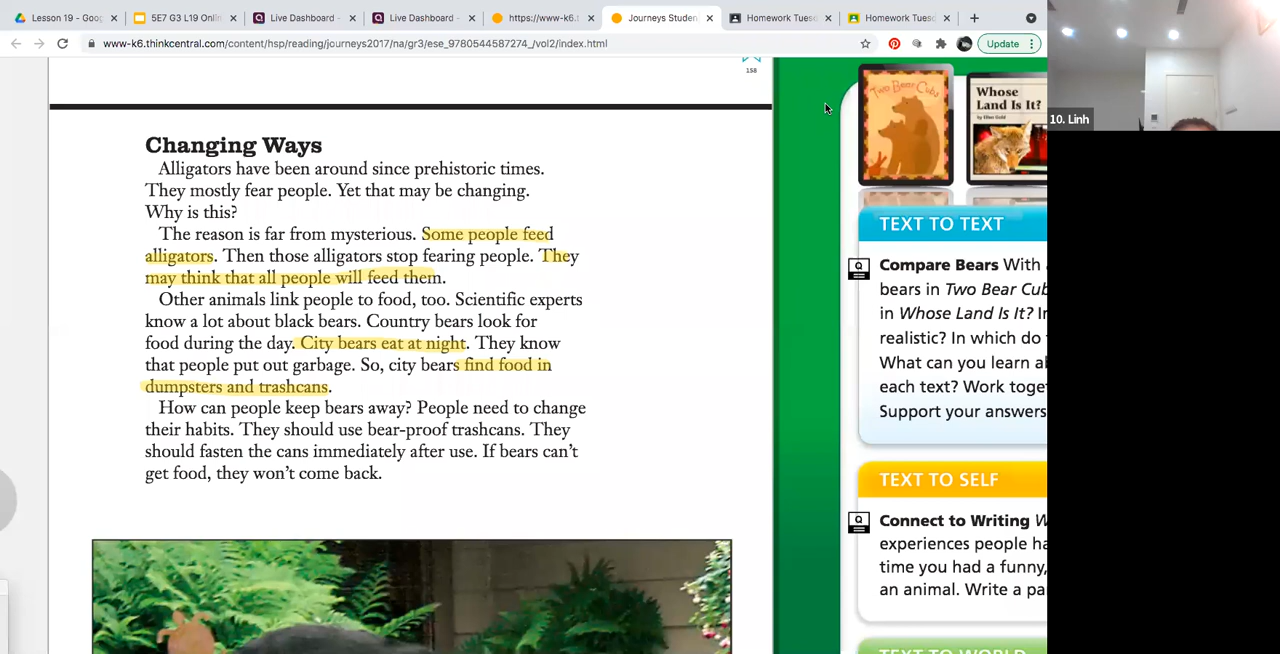 Lesson 19 - Goo
5E7 G3 L19 Onli
Live Dashboard -
Live Dashboard -
https://www-k6.t
Journeys Studen
Homework Tues
Homework Tues
www-k6.thinkcentral.com/content/hsp/reading/journeys2017/na/gr3/ese_9780544587274_/vol2/index.html
Update
158
Changing Ways
Alligators have been around since prehistoric times.
They mostly fear people. Yet that may be changing.
Why is this?
The reason is far from mysterious. Some people feed
alligators. Then those alligators stop fearing people. They
may think that all people will feed them.
Other animals link people to food, too. Scientific experts
know a lot about black bears. Country bears look for
food during the day. City bears eat at night. They know
that people put out garbage. So, city bears find food in
dumpsters and trashcans.
How can people keep bears away? People need to change
their habits. They should use bear-proof trashcans. They
should fasten the cans immediately after use. If bears can't
get food, they won't come back.
Two Bear Cubs
Whose
Land Is It?
by Ellen Gold
TEXT TO TEXT
Q
Compare Bears With
bears in Two Bear Cub
in Whose Land Is It? I
realistic? In which do
What can you learn a
each text? Work toge
Support your answers
TEXT TO SELF
Q
Connect to Writing W
experiences people ha
time you had a funny,
an animal. Write a pa
TEXT TO WORLD
10. Linh